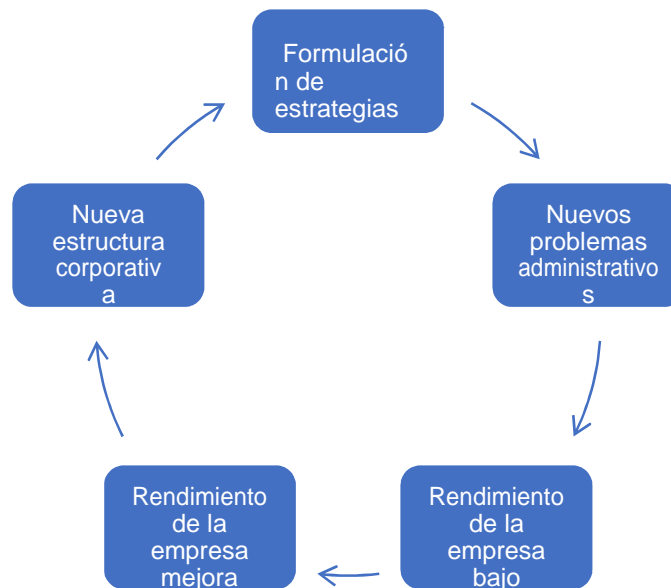 Formulació
n de
estrategias
Nuevos
problemas
administrativo
s
Rendimiento
de la
empresa
bajo
Rendimiento
de la
empresa
mejora
Nueva
estructura
corporativ
a